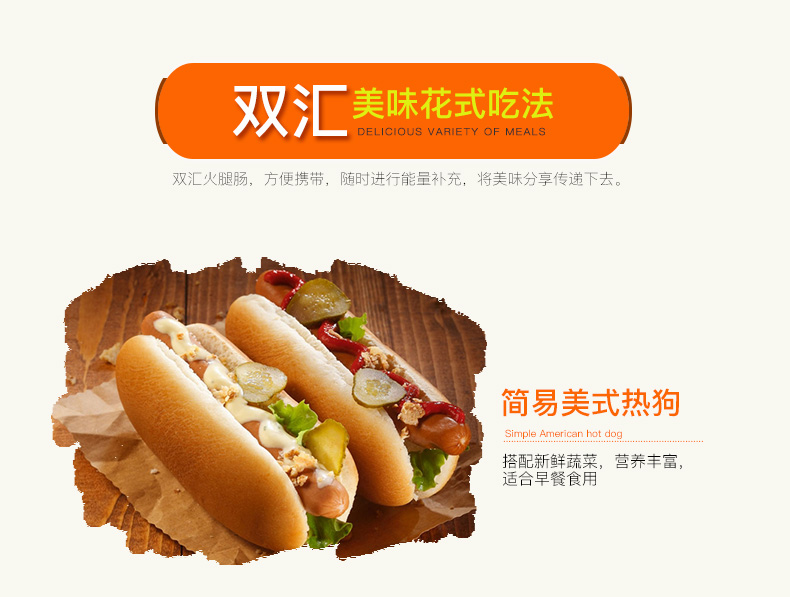 双汇美味花式吃法
DELICIOUS VARIETY OF MEALS
双汇火腿肠，方便携带，随时进行能量补充，将美味分享传递下去。
简易美式热狗
Simple American hot dog
搭配新鲜蔬菜，营养丰富，
适合早餐食用